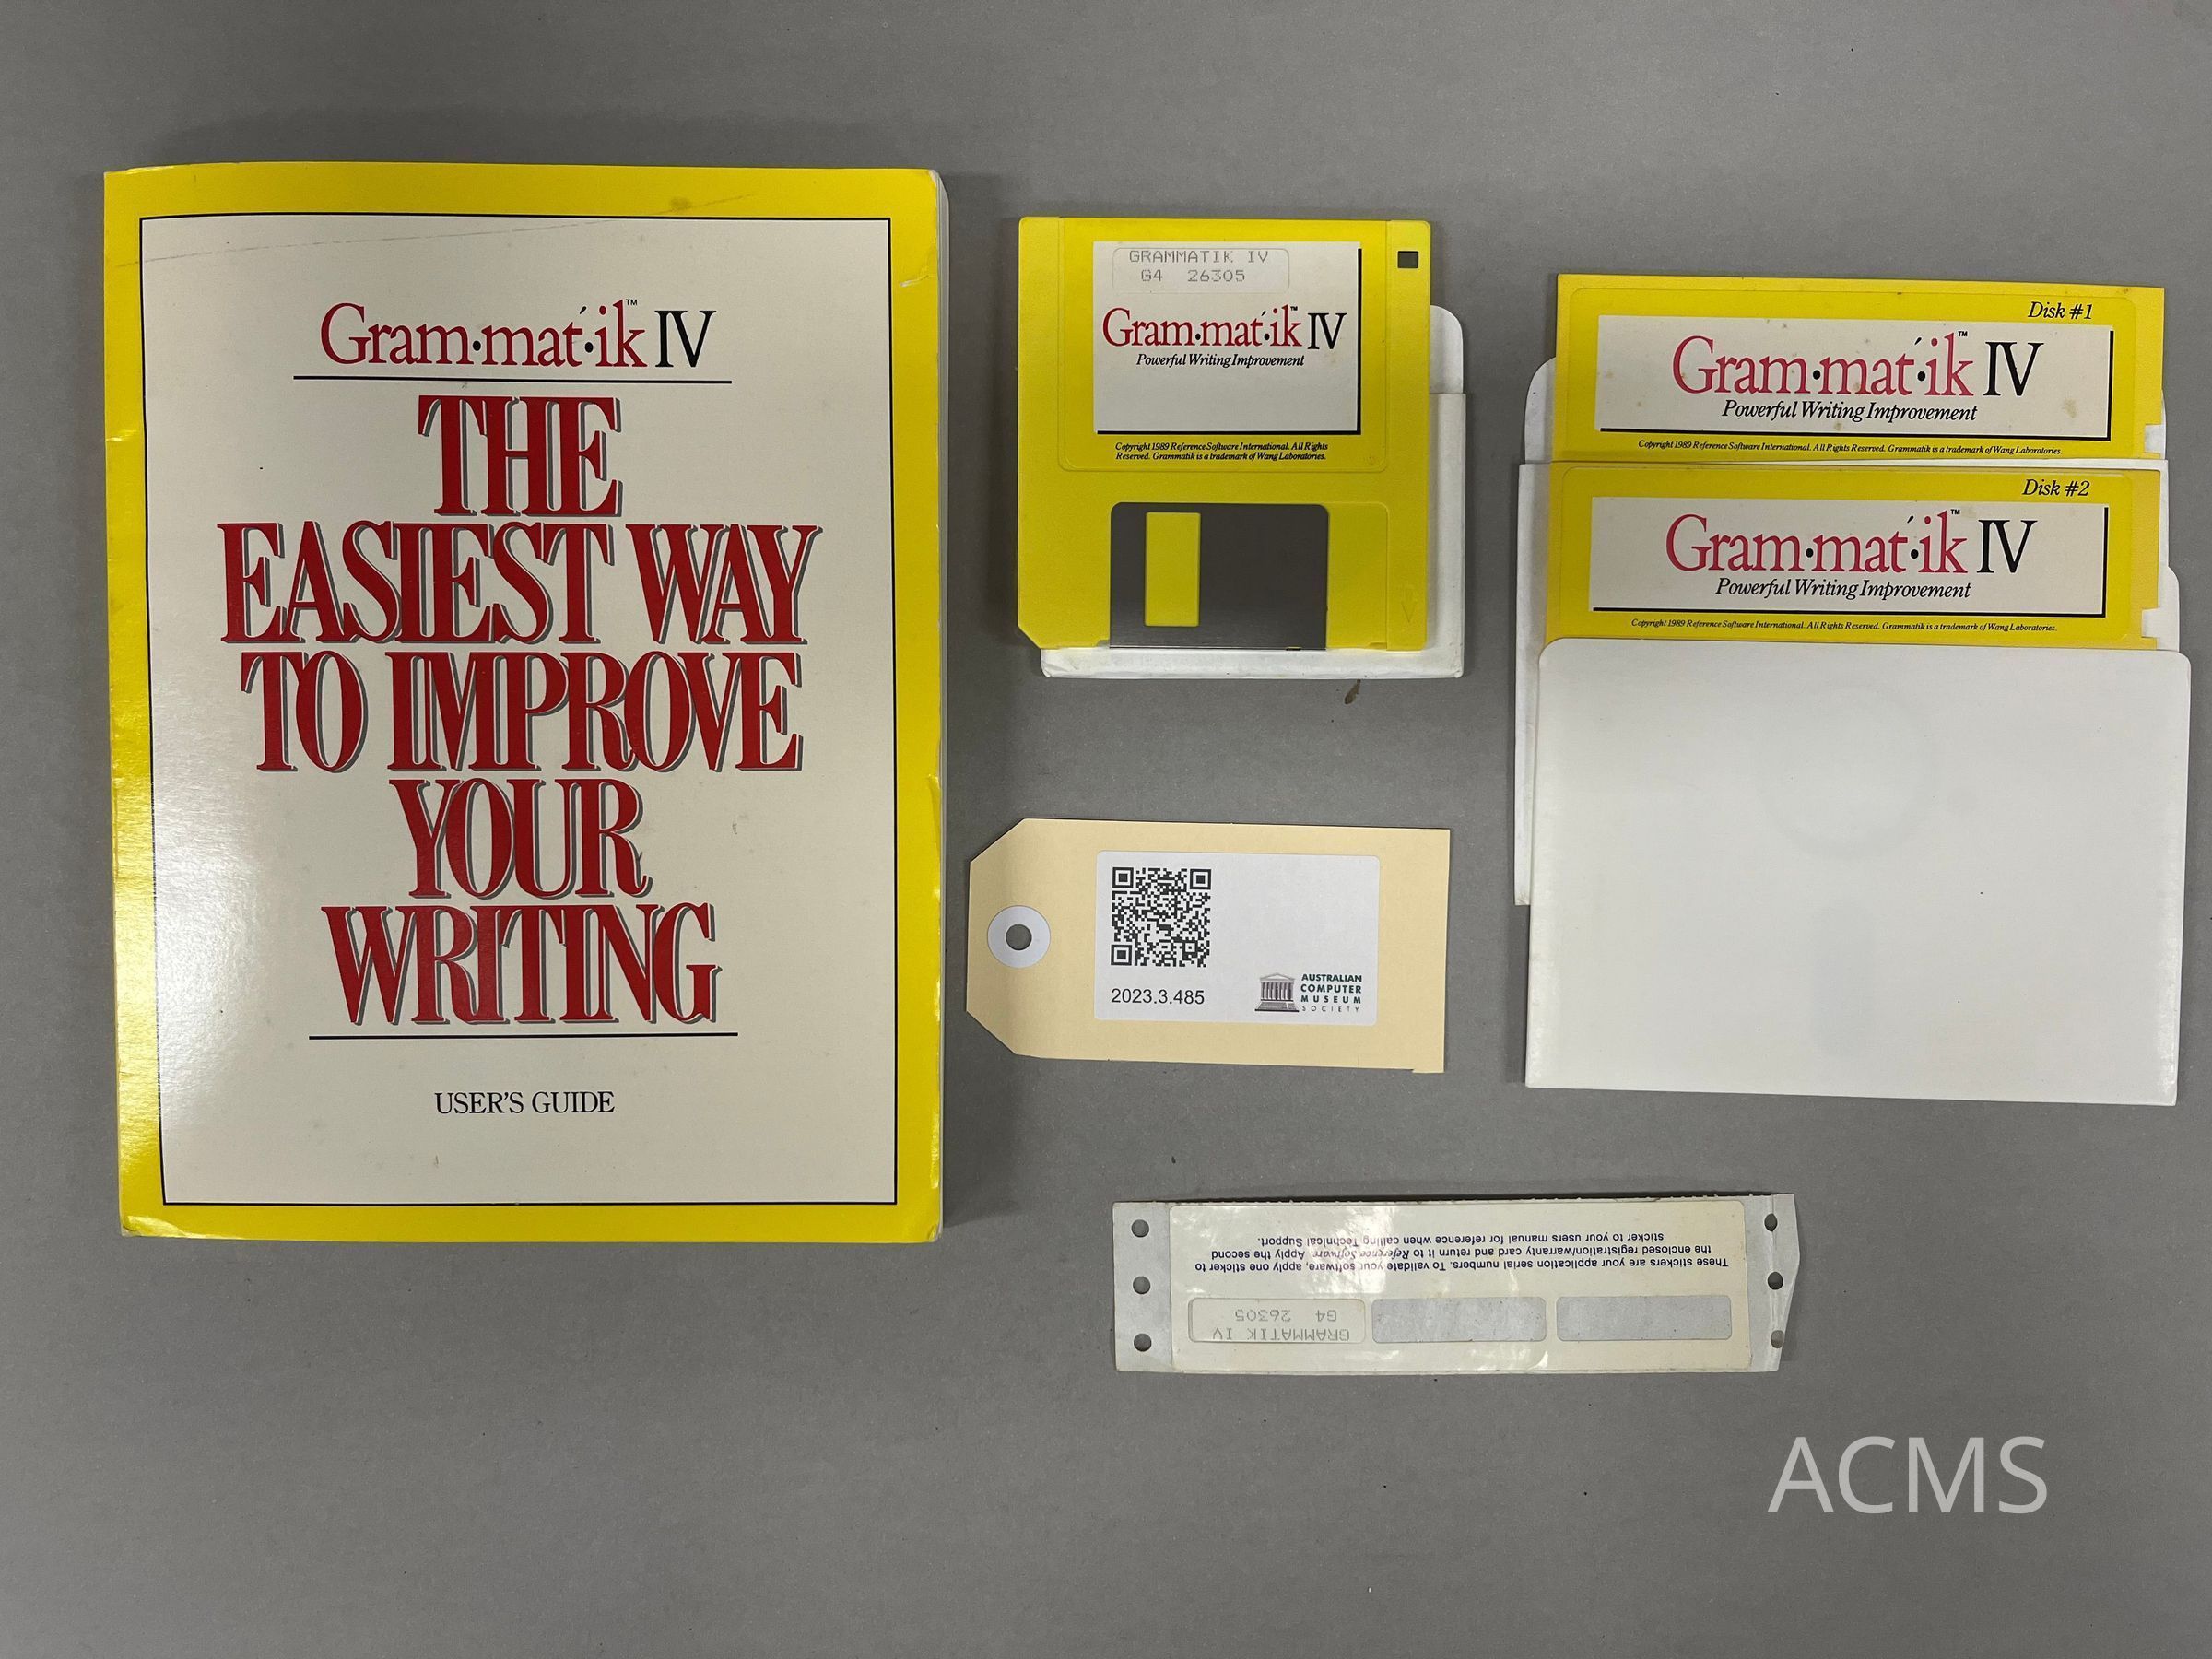 Gram·mat´·ik™ IV
THE
EASIEST WAY
TO IMPROVE
YOUR
WRITING
USER'S GUIDE
GRAMMATIK IV
G4 26305
Gram·mat´·ik™ IV
Powerful Writing Improvement
Copyright 1989 Reference Software International. All Rights
Reserved. Grammatik is a trademark of Wang Laboratories.
Disk #1
Gram·mat´·ik™ IV
Powerful Writing Improvement
Copyright 1989 Reference Software International. All Rights Reserved. Grammatik is a trademark of Wang Laboratories.
Disk #2
Gram·mat´·ik™ IV
Powerful Writing Improvement
Copyright 1989 Reference Software International. All Rights Reserved. Grammatik is a trademark of Wang Laboratories.
2023.3.485
AUSTRALIAN
COMPUTER
MUSEUM
SOCIETY
GRAMMATIK IV
G4 26305
These stickers are your application serial numbers. To validate your software, apply one sticker to
the enclosed registration/warranty card and return it to Reference Software. Apply the second
sticker to your users manual for reference when calling Technical Support.
ACMS